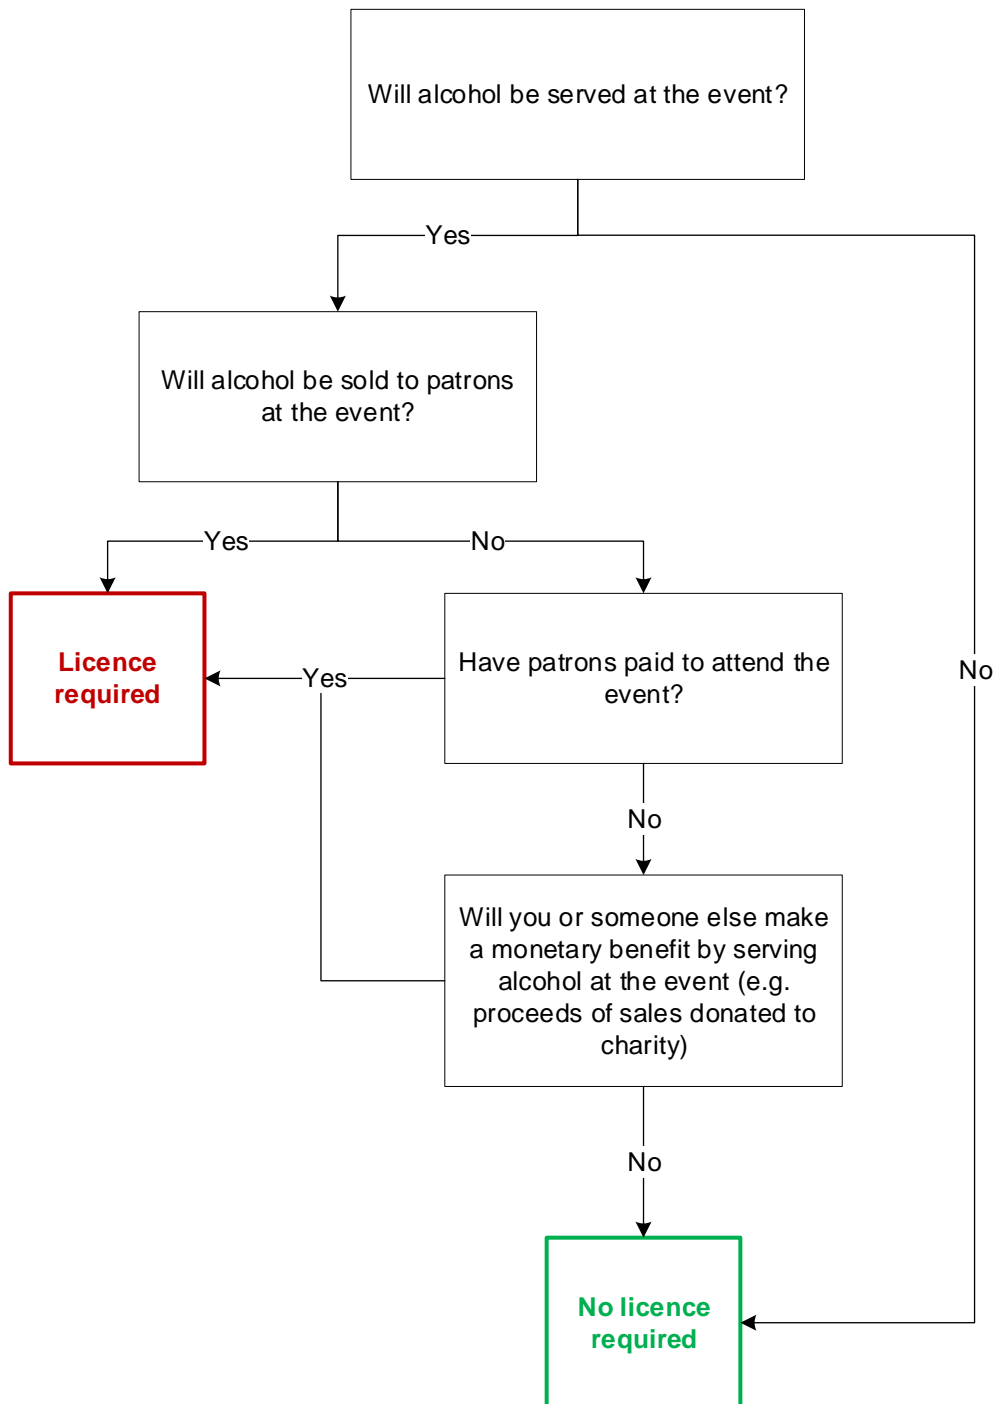 Will alcohol be served at the event?
Yes
Will alcohol be sold to patrons
at the event?
Yes
No
Licence
required
Yes
Have patrons paid to attend the
event?
No
No
Will you or someone else make
a monetary benefit by serving
alcohol at the event (e.g.
proceeds of sales donated to
charity)
No
No licence
required